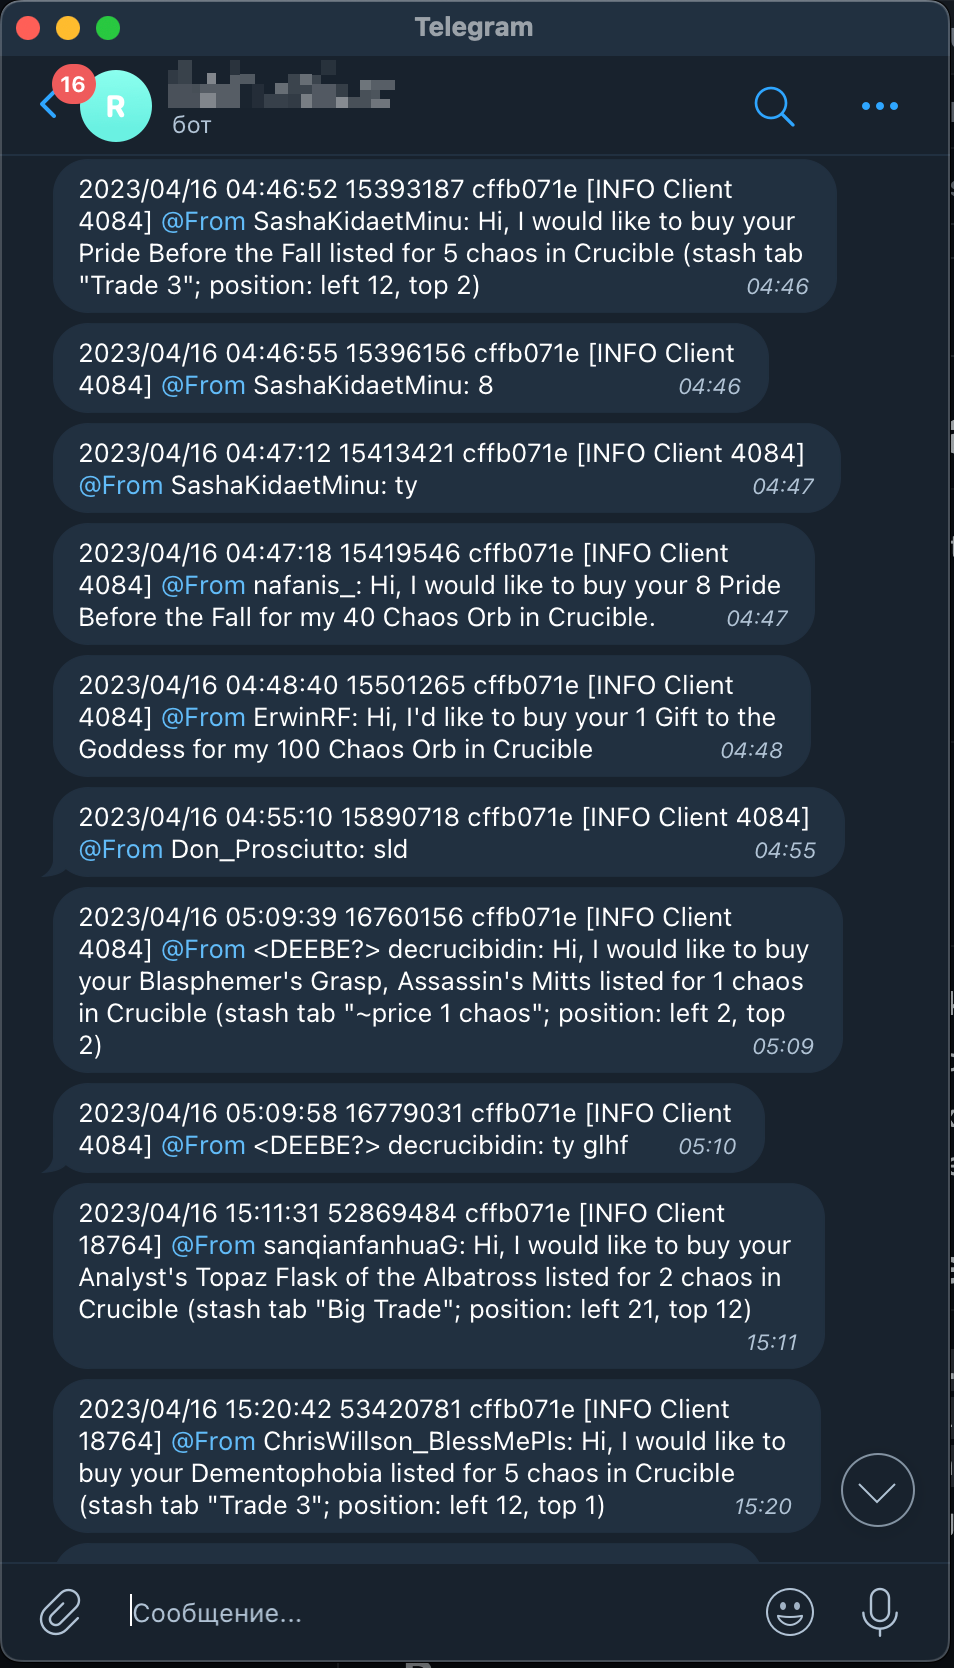 Telegram
16
R
бот
2023/04/16 04:46:52 15393187 cffb071e [INFO Client
4084] @From SashaKidaetMinu: Hi, I would like to buy your
Pride Before the Fall listed for 5 chaos in Crucible (stash tab
"Trade 3"; position: left 12, top 2)
04:46
2023/04/16 04:46:55 15396156 cffb071e [INFO Client
4084] @From SashaKidaetMinu: 8
04:46
2023/04/16 04:47:12 15413421 cffb071e [INFO Client 4084]
@From SashaKidaetMinu: ty
04:47
2023/04/16 04:47:18 15419546 cffb071e [INFO Client
4084] @From nafanis_: Hi, I would like to buy your 8 Pride
Before the Fall for my 40 Chaos Orb in Crucible.
04:47
2023/04/16 04:48:40 15501265 cffb071e [INFO Client
4084] @From ErwinRF: Hi, I'd like to buy your 1 Gift to the
Goddess for my 100 Chaos Orb in Crucible
04:48
2023/04/16 04:55:10 15890718 cffb071e [INFO Client 4084]
@From Don_Prosciutto: sld
04:55
2023/04/16 05:09:39 16760156 cffb071e [INFO Client
4084] @From <DEEBE?> decrucibidin: Hi, I would like to buy
your Blasphemer's Grasp, Assassin's Mitts listed for 1 chaos
in Crucible (stash tab "~price 1 chaos"; position: left 2, top
2)
05:09
2023/04/16 05:09:58 16779031 cffb071e [INFO Client
4084] @From <DEEBE?> decrucibidin: ty glhf
05:10
2023/04/16 15:11:31 52869484 cffb071e [INFO Client
18764] @From sanqianfanhuaG: Hi, I would like to buy your
Analyst's Topaz Flask of the Albatross listed for 2 chaos in
Crucible (stash tab "Big Trade"; position: left 21, top 12)
15:11
2023/04/16 15:20:42 53420781 cffb071e [INFO Client
18764] @From ChrisWillson_BlessMePls: Hi, I would like to
buy your Dementophobia listed for 5 chaos in Crucible
(stash tab "Trade 3"; position: left 12, top 1)
15:20
Сообщение...